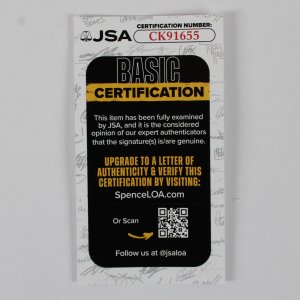 CERTIFICATION NUMBER:
JSA CK91655
BASIC
CERTIFICATION
This item has been fully examined
by JSA, and it is the considered
opinion of our expert authenticators
that the signature(s) is/are genuine.
UPGRADE TO A LETTER OF
AUTHENTICITY & VERIFY THIS
CERTIFICATION BY VISITING:
SpenceLOA.com
Or Scan
Follow us at @jsaloa